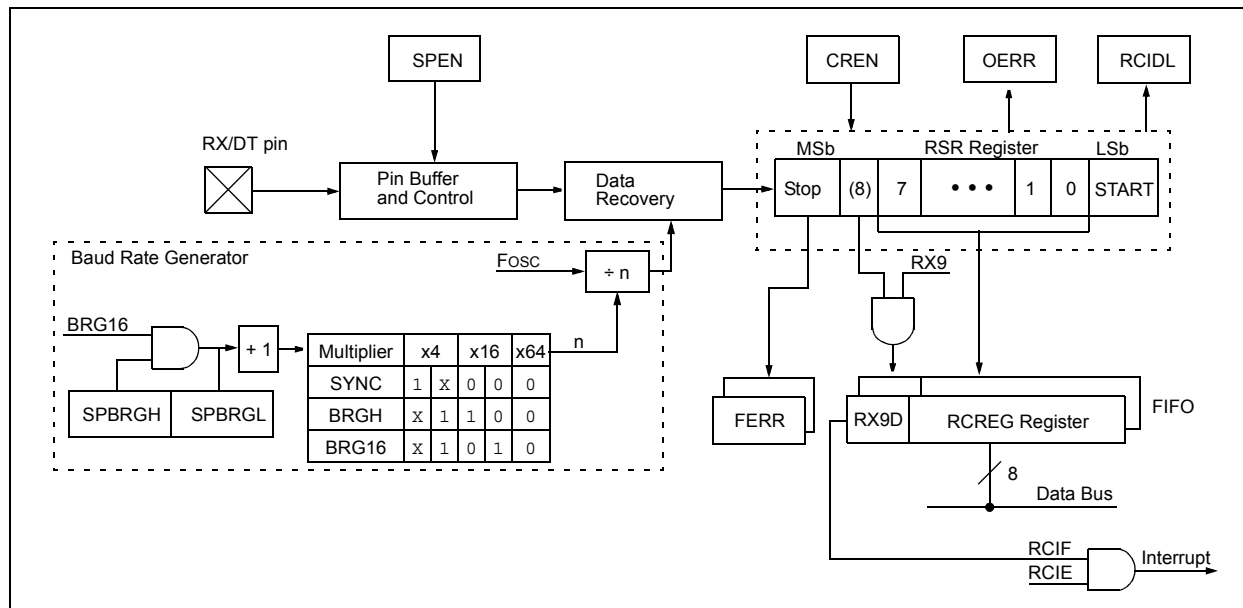 SPEN
CREN
OERR
RCIDL
RX/DT pin
Pin Buffer
and Control
Data
Recovery
MSb
RSR Register
LSb
Stop (8) 7 • • • 1 0 START
Baud Rate Generator
FOSC
÷ n
RX9
BRG16
+ 1
n
Multiplier x4 x16 x64
SYNC 1 X 0 0 0
BRGH X 1 1 0 0
BRG16 X 1 0 1 0
SPBRGH SPBRGL
FERR
RX9D
RCREG Register
FIFO
8
Data Bus
RCIF
RCIE
Interrupt